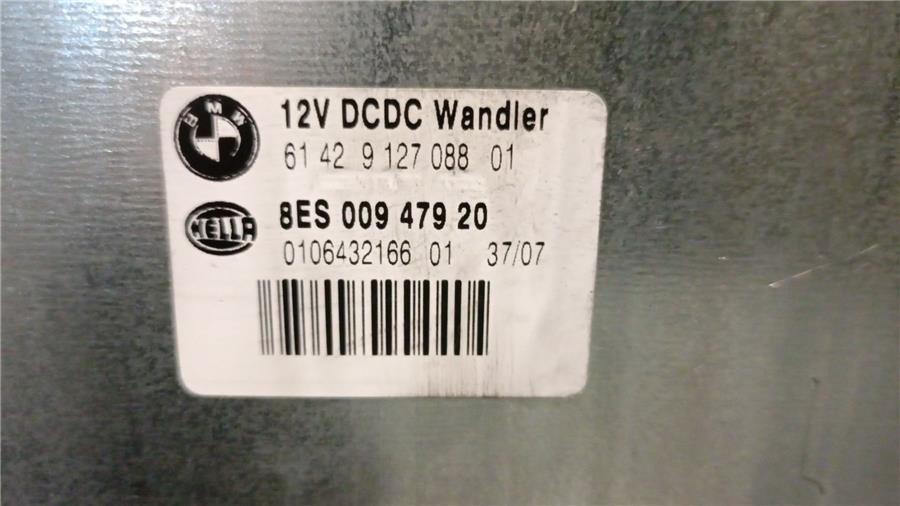 BMW
12V DCDC Wandler
61 42 9 127 088 01
HELLA
8ES 009 479 20
0106432166 01 37/07